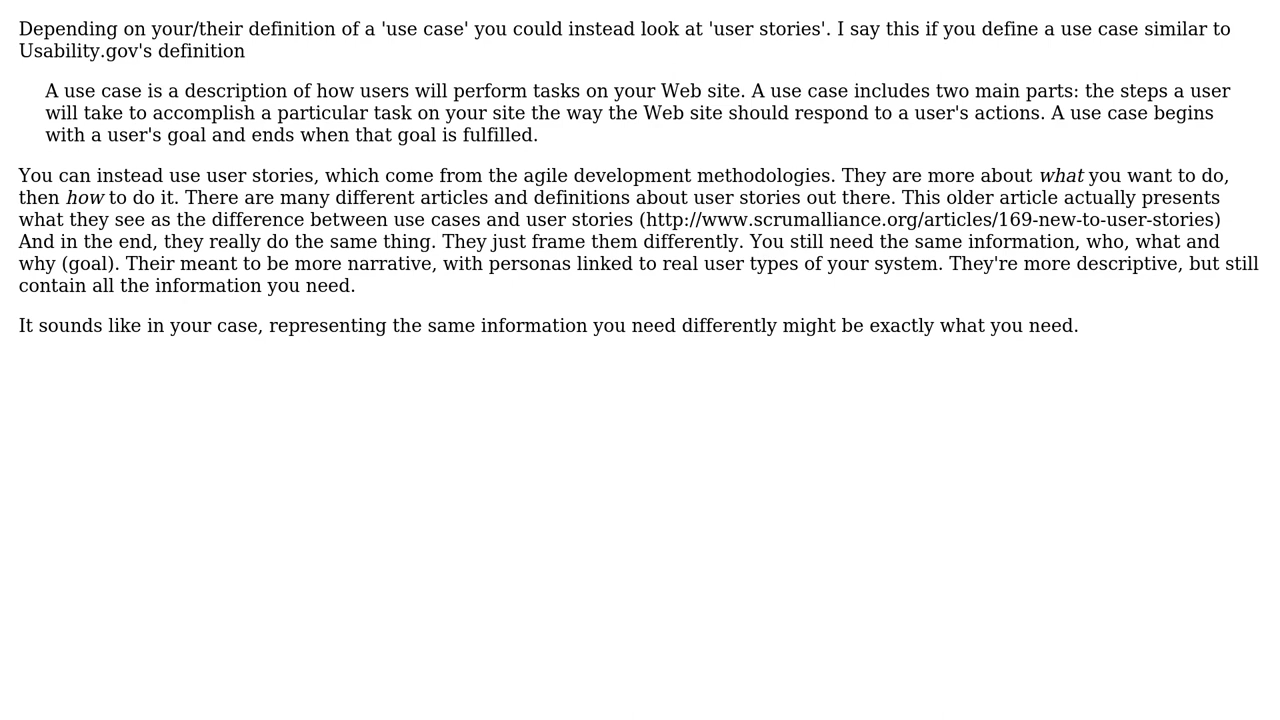 Depending on your/their definition of a 'use case' you could instead look at 'user stories'. I say this if you define a use case similar to
Usability.gov's definition
A use case is a description of how users will perform tasks on your Web site. A use case includes two main parts: the steps a user
will take to accomplish a particular task on your site the way the Web site should respond to a user's actions. A use case begins
with a user's goal and ends when that goal is fulfilled.
You can instead use user stories, which come from the agile development methodologies. They are more about what you want to do,
then how to do it. There are many different articles and definitions about user stories out there. This older article actually presents
what they see as the difference between use cases and user stories (http://www.scrumalliance.org/articles/169-new-to-user-stories)
And in the end, they really do the same thing. They just frame them differently. You still need the same information, who, what and
why (goal). Their meant to be more narrative, with personas linked to real user types of your system. They're more descriptive, but still
contain all the information you need.
It sounds like in your case, representing the same information you need differently might be exactly what you need.